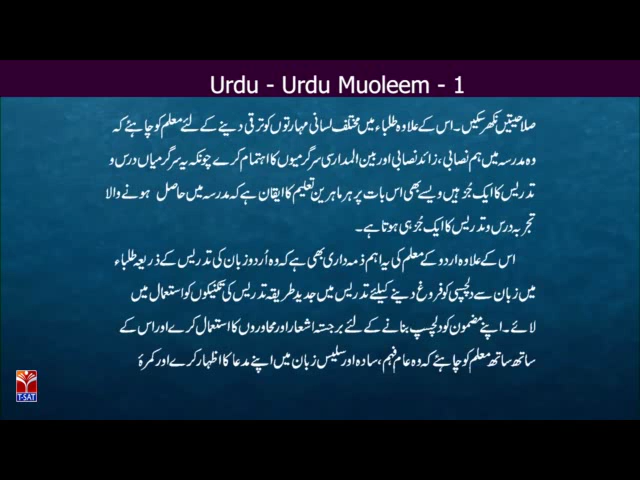 Urdu - Urdu Muoleem - 1
صلاحیتیں نکھر سکیں۔ اس کے علاوہ طلباء میں مختلف لسانی مہارتوں کو ترقی دینے کے لئے معلم کو چاہئے کہ
وہ مدرسہ میں ہم نصابی، زائد نصابی اور بین المدارسی سرگرمیوں کا اہتمام کرے چونکہ یہ سرگرمیاں درس و
تدریس کا ایک جُز ہیں ویسے بھی اس بات پر ہر ماہرین تعلیم کا ایقان ہے کہ مدرسہ میں حاصل ہونے والا
تجربہ درس و تدریس کا ایک جُز ہی ہوتا ہے۔
اس کے علاوہ اردو کے معلم کی یہ اہم ذمہ داری بھی ہے کہ وہ اُردو زبان کی تدریس کے ذریعہ طلباء
میں زبان سے دلچسپی کو فروغ دینے کیلئے تدریس میں جدید طریقہ تدریس کی تکنیکوں کو استعمال میں
لائے۔ اپنے مضمون کو دلچسپ بنانے کے لئے برجستہ اشعار اور محاوروں کا استعمال کرے اور اس کے
ساتھ ساتھ معلم کو چاہئے کہ وہ عام فہم، سادہ اور سلیس زبان میں اپنے مدعا کا اظہار کرے اور کمرۂ
T-SAT